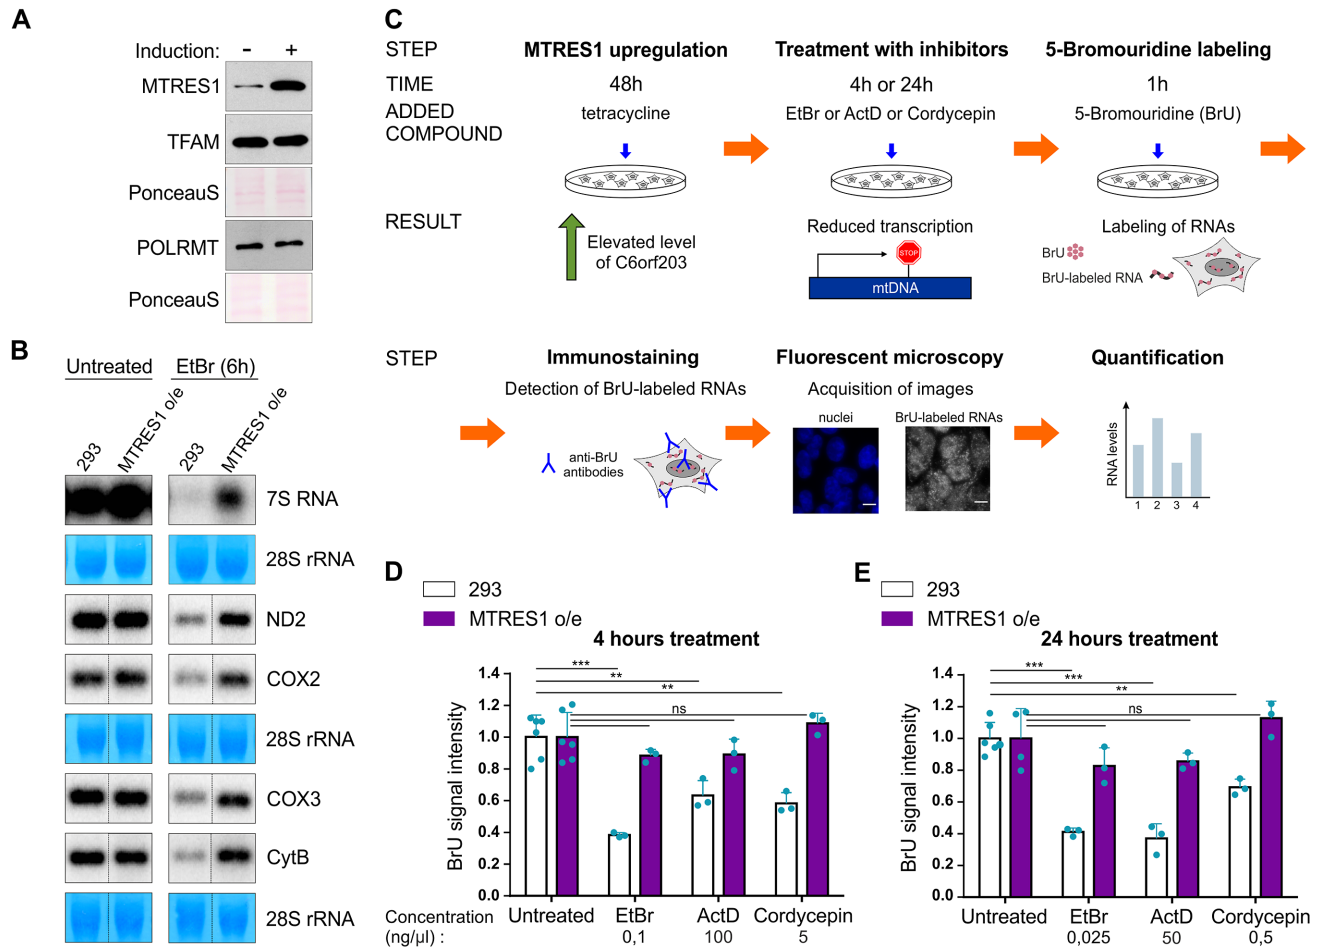 A
Induction: - +
MTRES1
TFAM
PonceauS
POLRMT
PonceauS
B
Untreated EtBr (6h)
293 MTRES1 o/e 293 MTRES1 o/e
7S RNA
28S rRNA
ND2
COX2
28S rRNA
COX3
CytB
28S rRNA
C
STEP MTRES1 upregulation Treatment with inhibitors 5-Bromouridine labeling
TIME 48h 4h or 24h 1h
ADDED
COMPOUND
tetracycline EtBr or ActD or Cordycepin 5-Bromouridine (BrU)
RESULT
Elevated level
of C6orf203
Reduced transcription
STOP
mtDNA
Labeling of RNAs
BrU
BrU-labeled RNA
STEP Immunostaining Fluorescent microscopy Quantification
Detection of BrU-labeled RNAs Acquisition of images
anti-BrU
antibodies
nuclei BrU-labeled RNAs
RNA levels
1 2 3 4
D
293
MTRES1 o/e
4 hours treatment
BrU signal intensity
1.4
1.2
1.0
0.8
0.6
0.4
0.2
0.0
***
**
**
ns
Untreated EtBr ActD Cordycepin
Concentration
(ng/µl) : 0,1 100 5
E
293
MTRES1 o/e
24 hours treatment
BrU signal intensity
1.4
1.2
1.0
0.8
0.6
0.4
0.2
0.0
***
***
**
ns
Untreated EtBr ActD Cordycepin
0,025 50 0,5